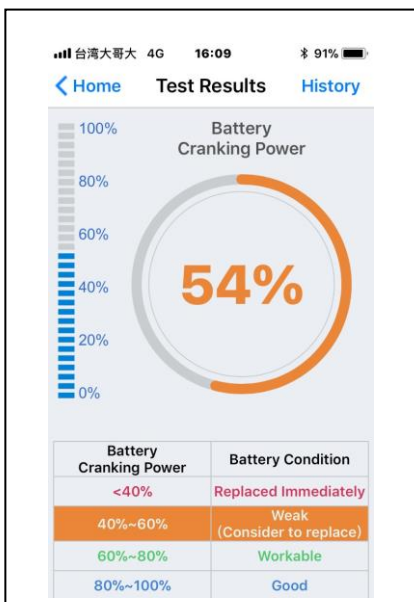 台湾大哥大 4G 16:09 91%
Home Test Results History
100%
80%
60%
40%
20%
0%
Battery
Cranking Power
54%
Battery
Cranking Power
Battery Condition
<40% Replaced Immediately
40%~60% Weak
(Consider to replace)
60%~80% Workable
80%~100% Good